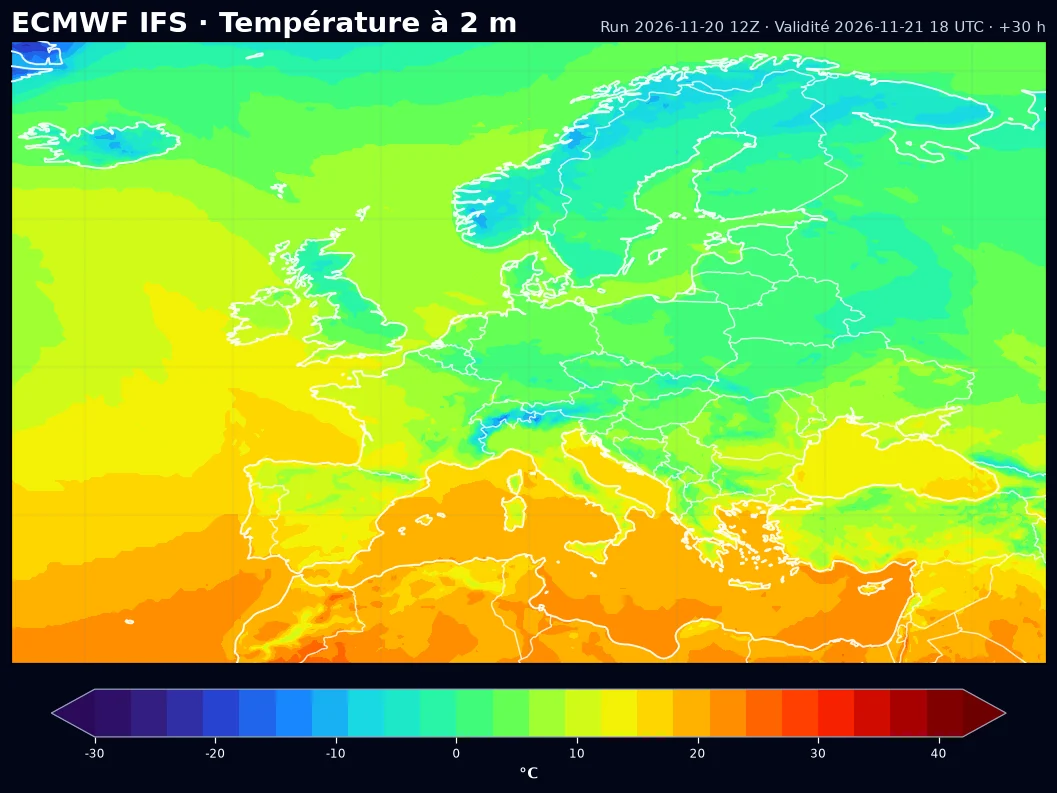 ECMWF IFS · Température à 2 m
Run 2026-11-20 12Z · Validité 2026-11-21 18 UTC · +30 h
-30 -20 -10 0 10 20 30 40
°C